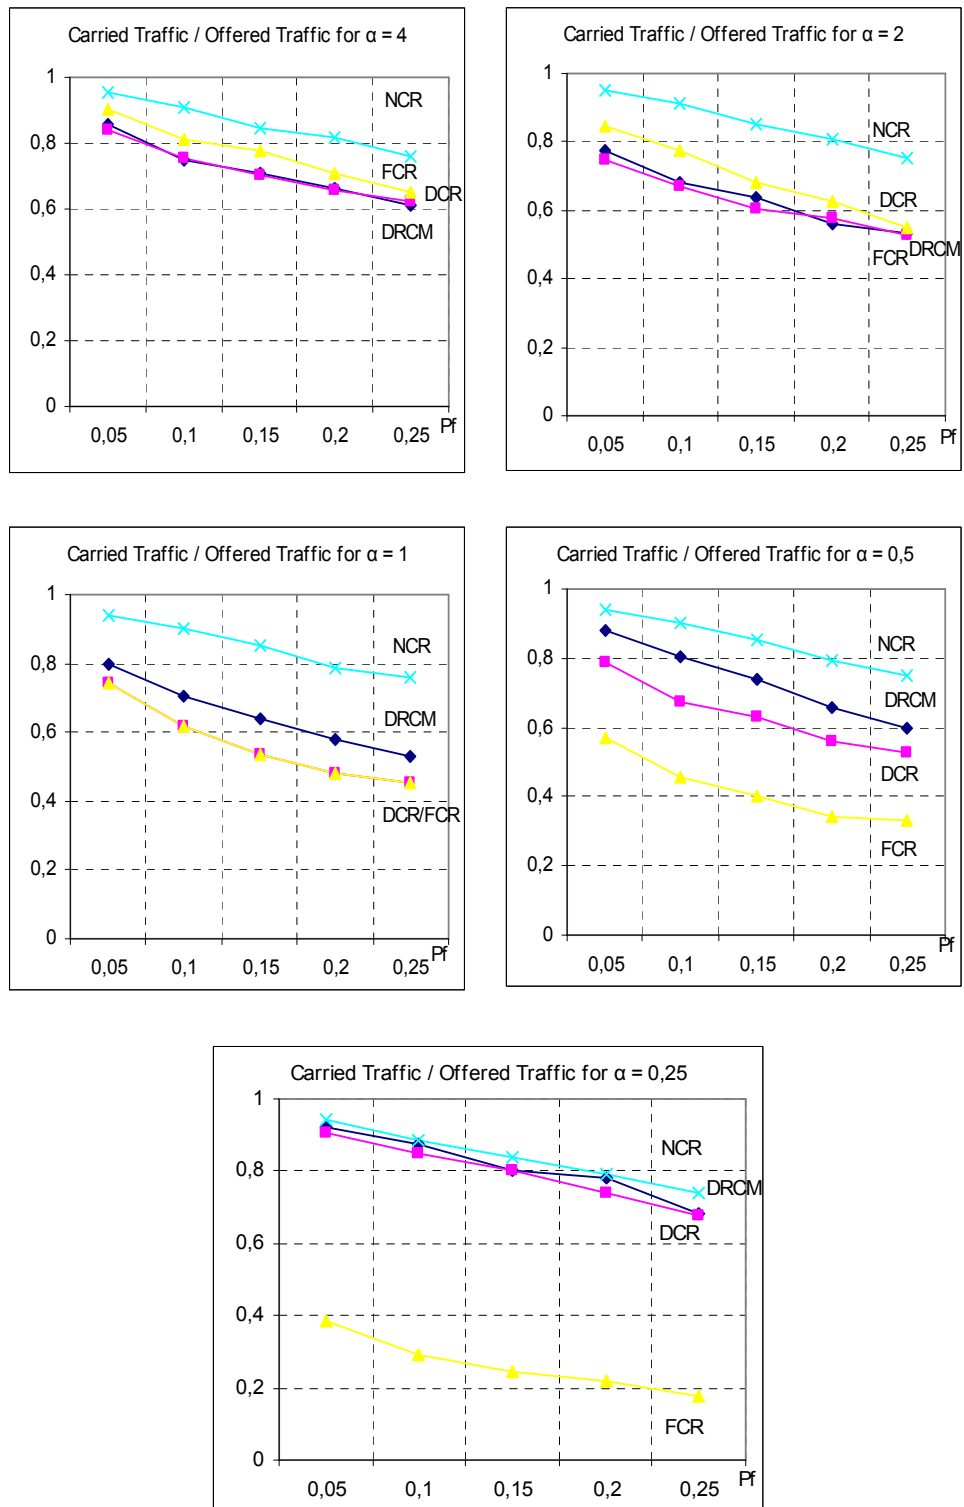 Carried Traffic / Offered Traffic for α = 4
1
0,8
0,6
0,4
0,2
0
NCR
FCR
DCR
DRCM
Pf
0,05 0,1 0,15 0,2 0,25
Carried Traffic / Offered Traffic for α = 2
1
0,8
0,6
0,4
0,2
0
NCR
DCR
DRCM
FCR
Pf
0,05 0,1 0,15 0,2 0,25
Carried Traffic / Offered Traffic for α = 1
1
0,8
0,6
0,4
0,2
0
NCR
DRCM
DCR/FCR
Pf
0,05 0,1 0,15 0,2 0,25
Carried Traffic / Offered Traffic for α = 0,5
1
0,8
0,6
0,4
0,2
0
NCR
DRCM
DCR
FCR
Pf
0,05 0,1 0,15 0,2 0,25
Carried Traffic / Offered Traffic for α = 0,25
1
0,8
0,6
0,4
0,2
0
NCR
DRCM
DCR
FCR
Pf
0,05 0,1 0,15 0,2 0,25